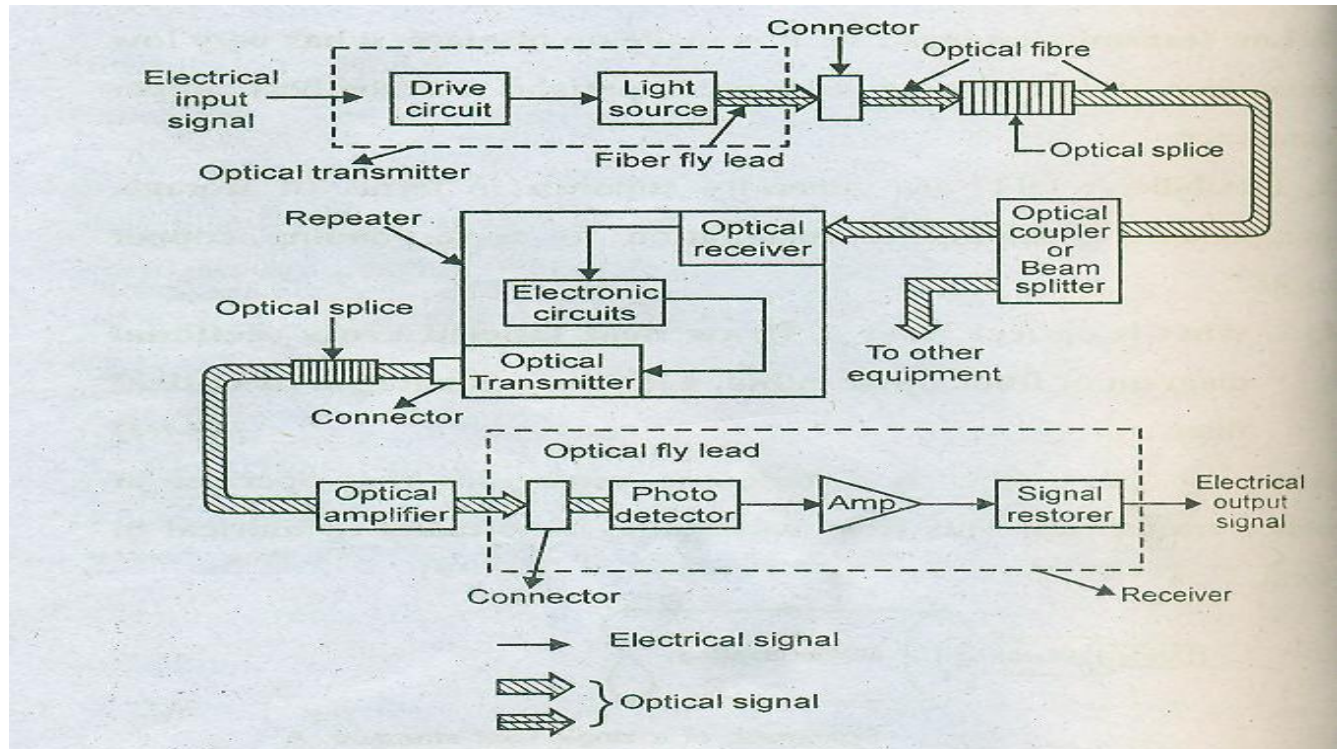 Connector
Electrical
input
signal
Drive
circuit
Light
source
Optical fibre
Optical transmitter
Fiber fly lead
Optical splice
Repeater
Optical
receiver
Optical
coupler
or
Beam
splitter
Electronic
circuits
Optical splice
Optical
Transmitter
To other
equipment
Connector
Optical fly lead
Optical
amplifier
Photo
detector
Amp
Signal
restorer
Electrical
output
signal
Connector
Receiver
Electrical signal
Optical signal